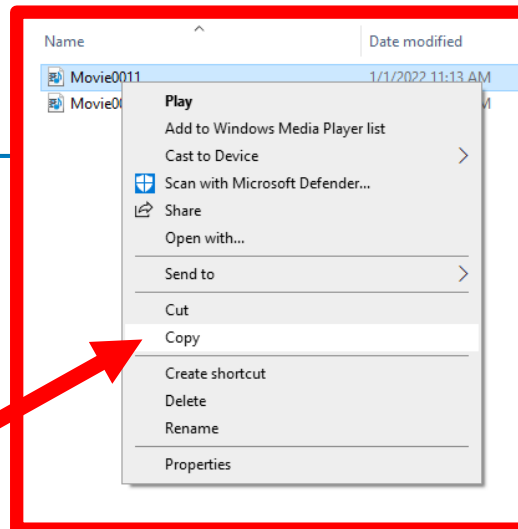 Name Date modified
Movie0011 1/1/2022 11:13 AM
Play
Add to Windows Media Player list
Cast to Device
Scan with Microsoft Defender...
Share
Open with...
Send to
Cut
Copy
Create shortcut
Delete
Rename
Properties